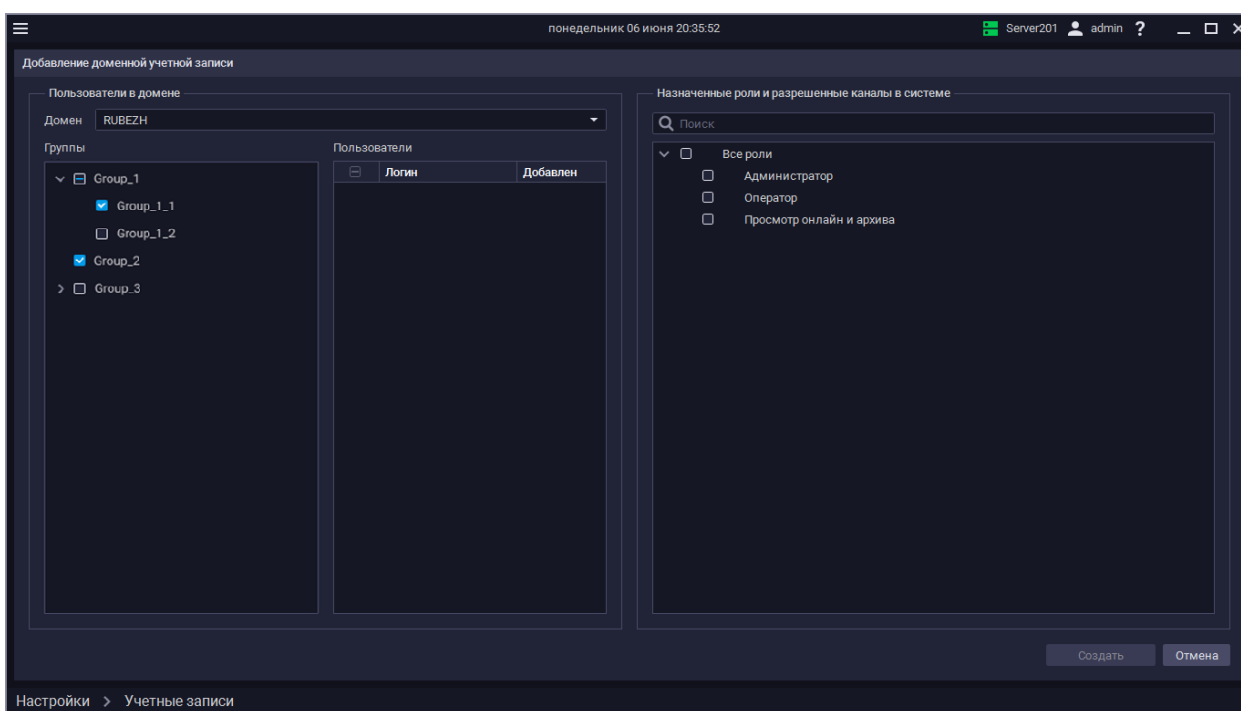 понедельник 06 июня 20:35:52 Server201 admin ?
Добавление доменной учетной записи
Пользователи в домене
Домен RUBEZH
Группы
Group_1
Group_1_1
Group_1_2
Group_2
Group_3
Пользователи
Логин Добавлен
Назначенные роли и разрешенные каналы в системе
Поиск
Все роли
Администратор
Оператор
Просмотр онлайн и архива
Создать Отмена
Настройки > Учетные записи